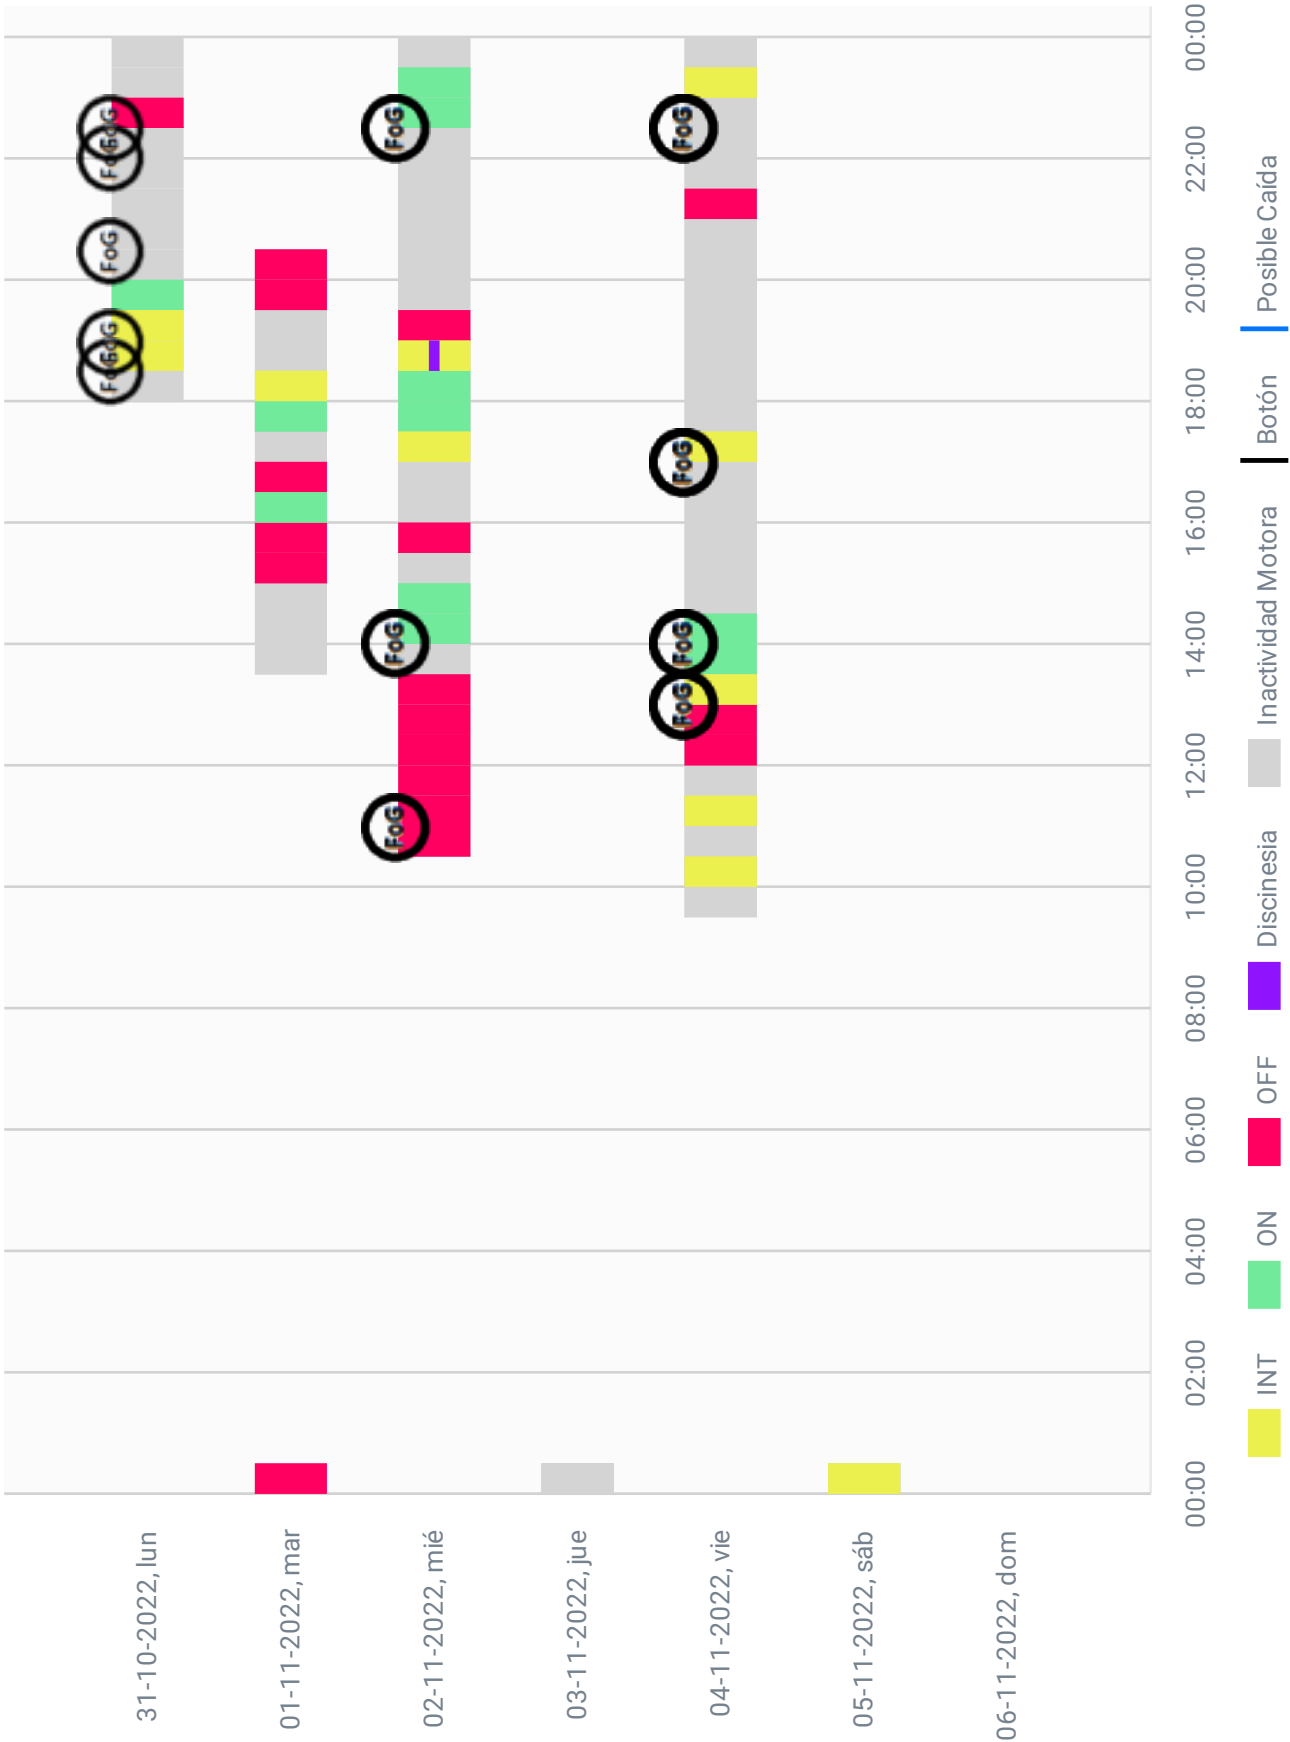 31-10-2022, lun
FoG
FoG
FoG
FoG
FoG
01-11-2022, mar
02-11-2022, mié
FoG
FoG
FoG
03-11-2022, jue
04-11-2022, vie
FoG
FoG
FoG
FoG
05-11-2022, sáb
06-11-2022, dom
00:00 02:00 04:00 06:00 08:00 10:00 12:00 14:00 16:00 18:00 20:00 22:00 00:00
INT ON OFF Discinesia Inactividad Motora Botón Posible Caída